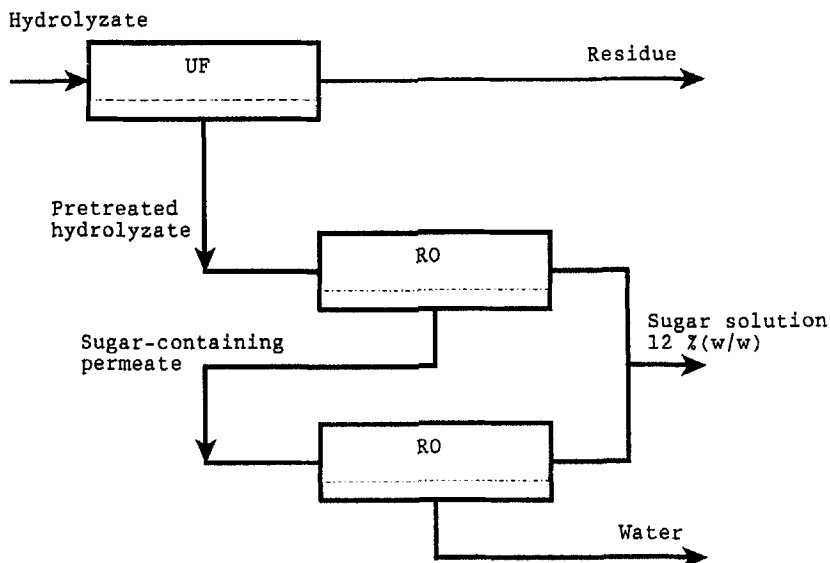 Hydrolyzate
UF
Residue
Pretreated
hydrolyzate
RO
Sugar solution
12 %(w/w)
Sugar-containing
permeate
RO
Water